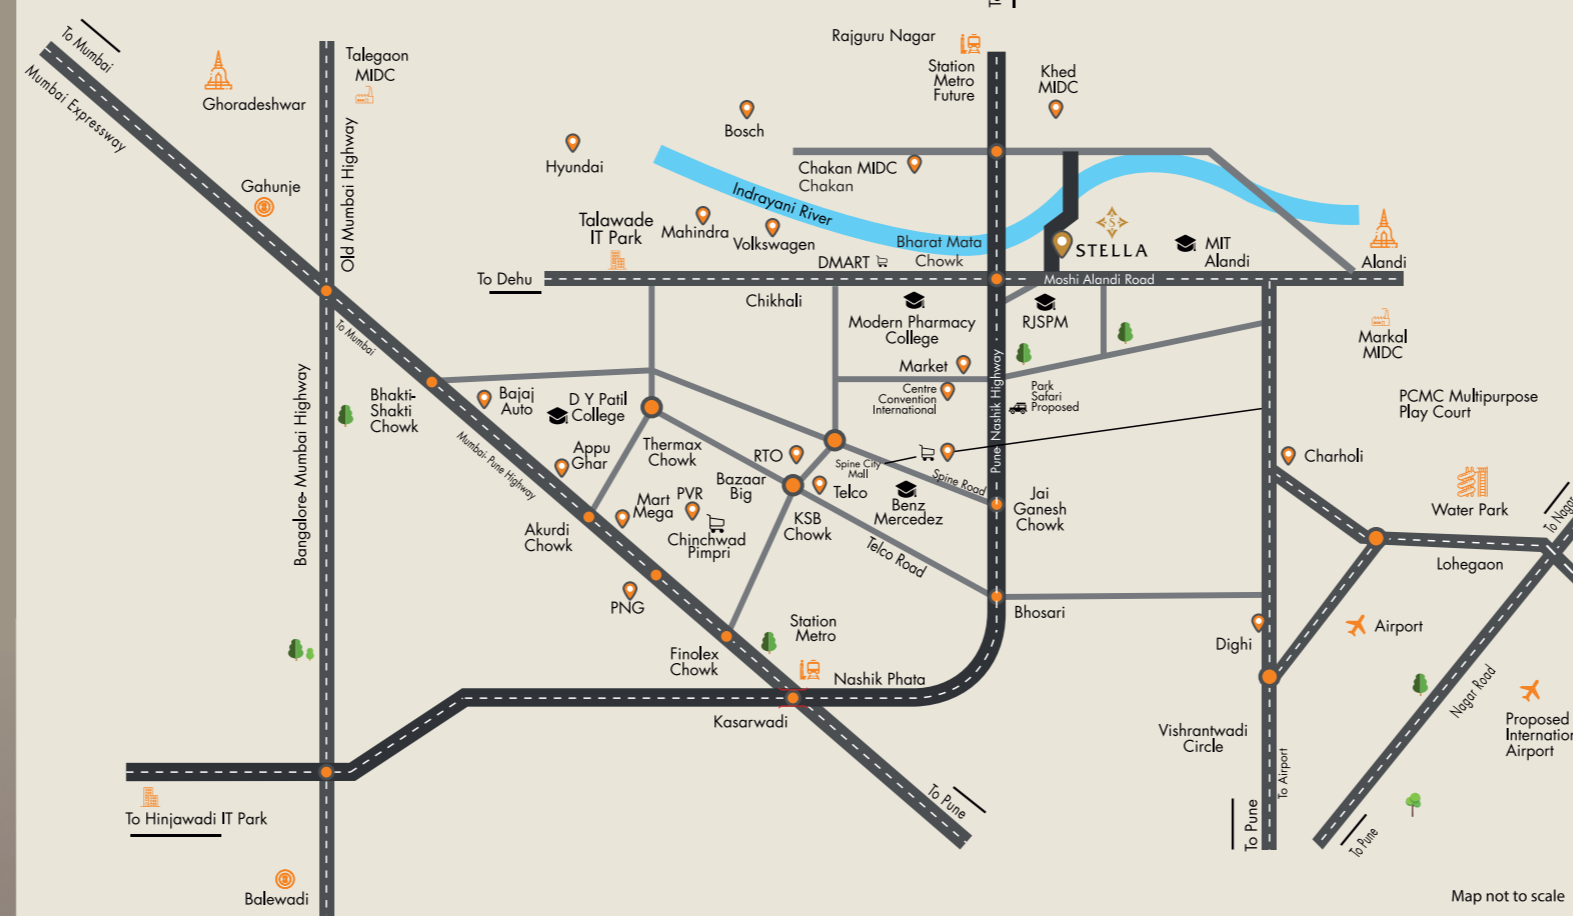 Rajguru Nagar
Station
Metro
Future
Khed
MIDC
To Mumbai
Mumbai Expressway
Talegaon
MIDC
Ghoradeshwar
Old Mumbai Highway
Gahunje
Bosch
Hyundai
Chakan MIDC
Chakan
Indrayani River
Talawade
IT Park
Mahindra
Volkswagen
Bharat Mata
Chowk
DMART
S
STELLA
MIT
Alandi
Alandi
To Dehu
Moshi Alandi Road
Chikhali
Modern Pharmacy
College
RJSPM
Markal
MIDC
To Mumbai
Market
Centre
Convention
International
Pune Nashik Highway
Park
Safari
Proposed
PCMC Multipurpose
Play Court
Bangalore- Mumbai Highway
Bhakti-
Shakti
Chowk
Bajaj
Auto
D Y Patil
College
Thermax
Chowk
Mumbai- Pune Highway
Appu
Ghar
RTO
Spine City
Mall
Spine Road
Charholi
Bazaar
Big
Telco
Mart
Mega
PVR
Benz
Mercedez
Jai
Ganesh
Chowk
Water Park
To Nagar
Akurdi
Chowk
Chinchwad
Pimpri
KSB
Chowk
Telco Road
Lohegaon
PNG
Bhosari
Station
Metro
Airport
Dighi
Finolex
Chowk
Nashik Phata
Nagar Road
Kasarwadi
Vishrantwadi
Circle
Proposed
Internation
Airport
To Airport
To Pune
To Pune
To Pune
To Hinjawadi IT Park
Balewadi
Map not to scale